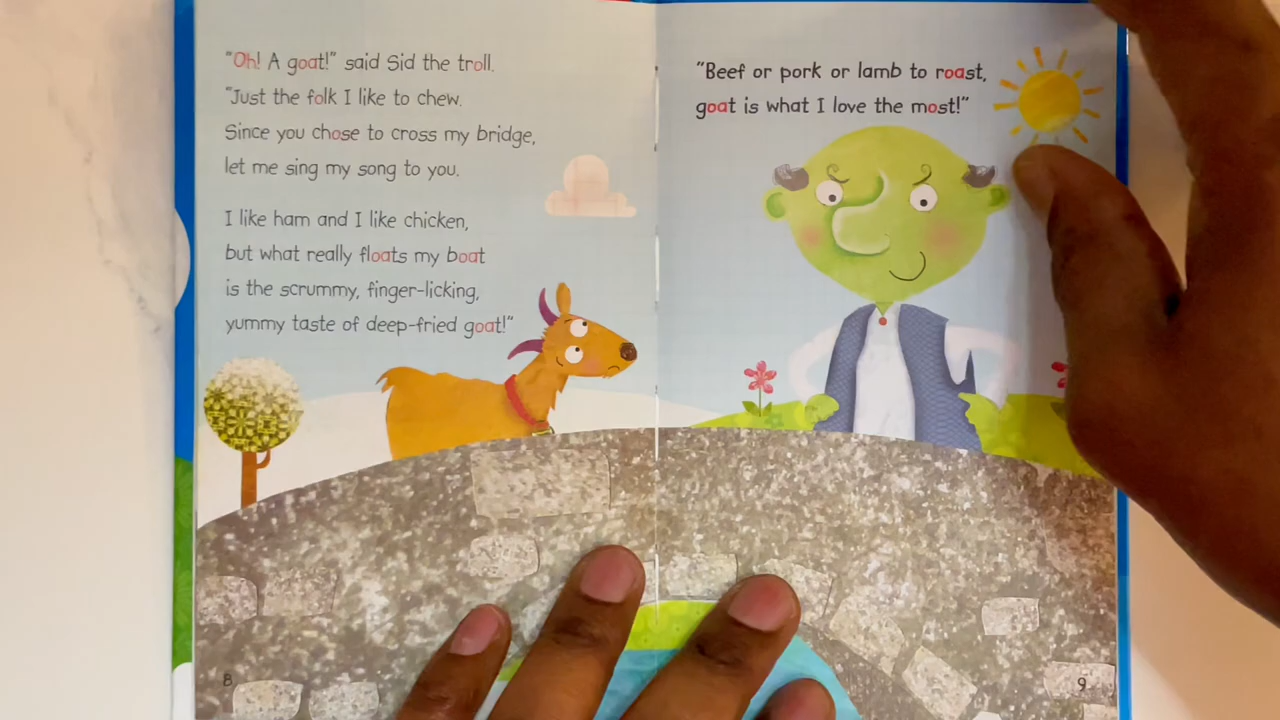 "Oh! A goat!" said Sid the troll.
"Just the folk I like to chew.
Since you chose to cross my bridge,
let me sing my song to you.
I like ham and I like chicken,
but what really floats my boat
is the scrummy, finger-licking,
yummy taste of deep-fried goat!"
8
"Beef or pork or lamb to roast,
goat is what I love the most!"
9